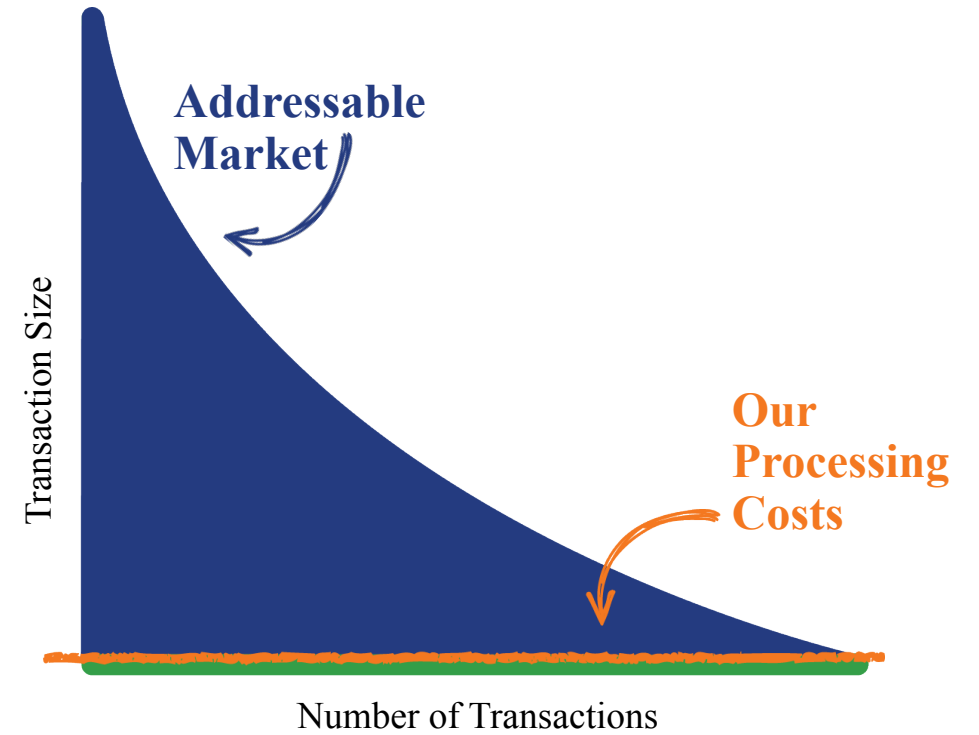 Addressable
Market
Transaction Size
Our
Processing
Costs
Number of Transactions